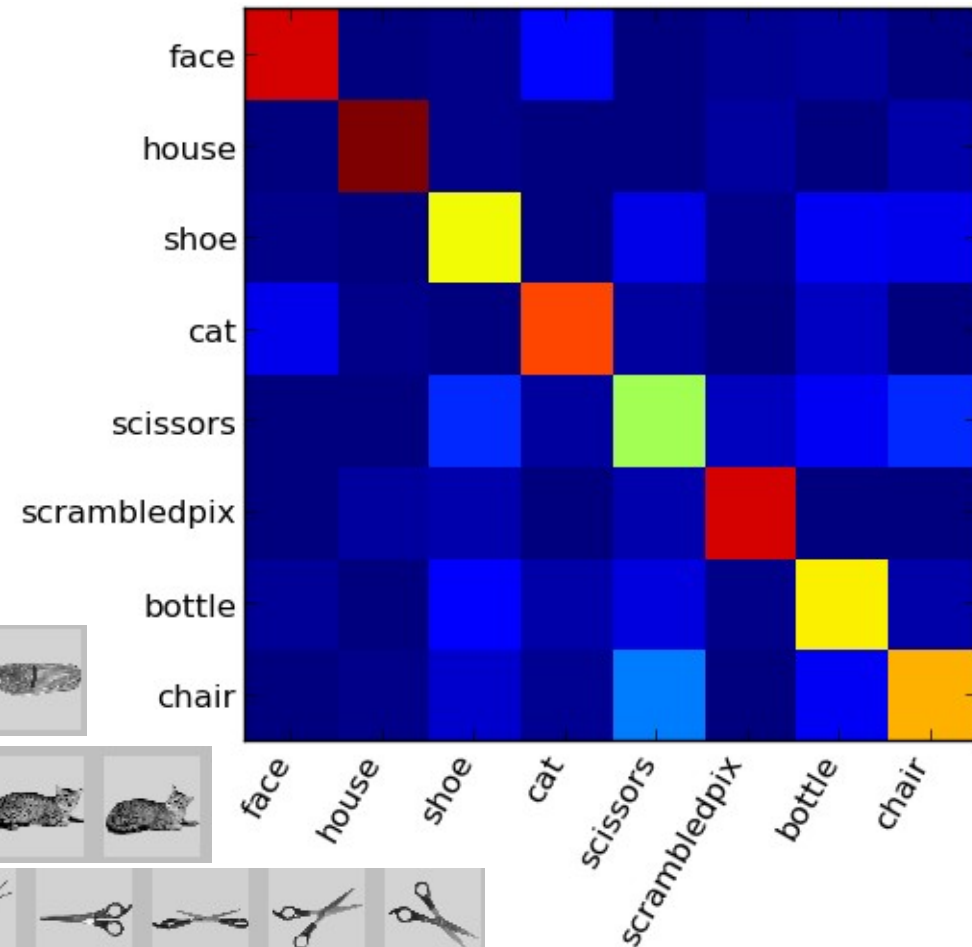 face
house
shoe
cat
scissors
scrambledpix
bottle
chair
face
house
shoe
cat
scissors
scrambledpix
bottle
chair